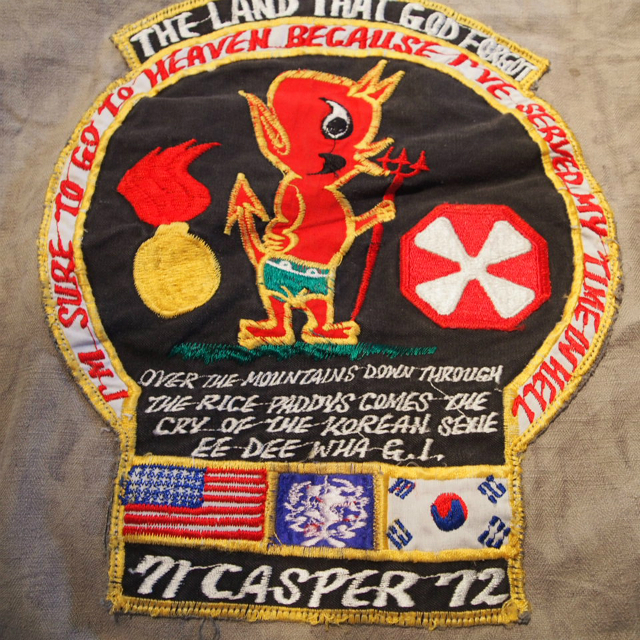 THE LAND THAT GOD FORGOT
I'M SURE TO GO TO HEAVEN BECAUSE I'VE SERVED MY TIME IN HELL
OVER THE MOUNTAINS DOWN THROUGH
THE RICE PADDYS COMES THE
CRY OF THE KOREAN SEXIE
EE DEE WHA G.I.
'71 CASPER '72